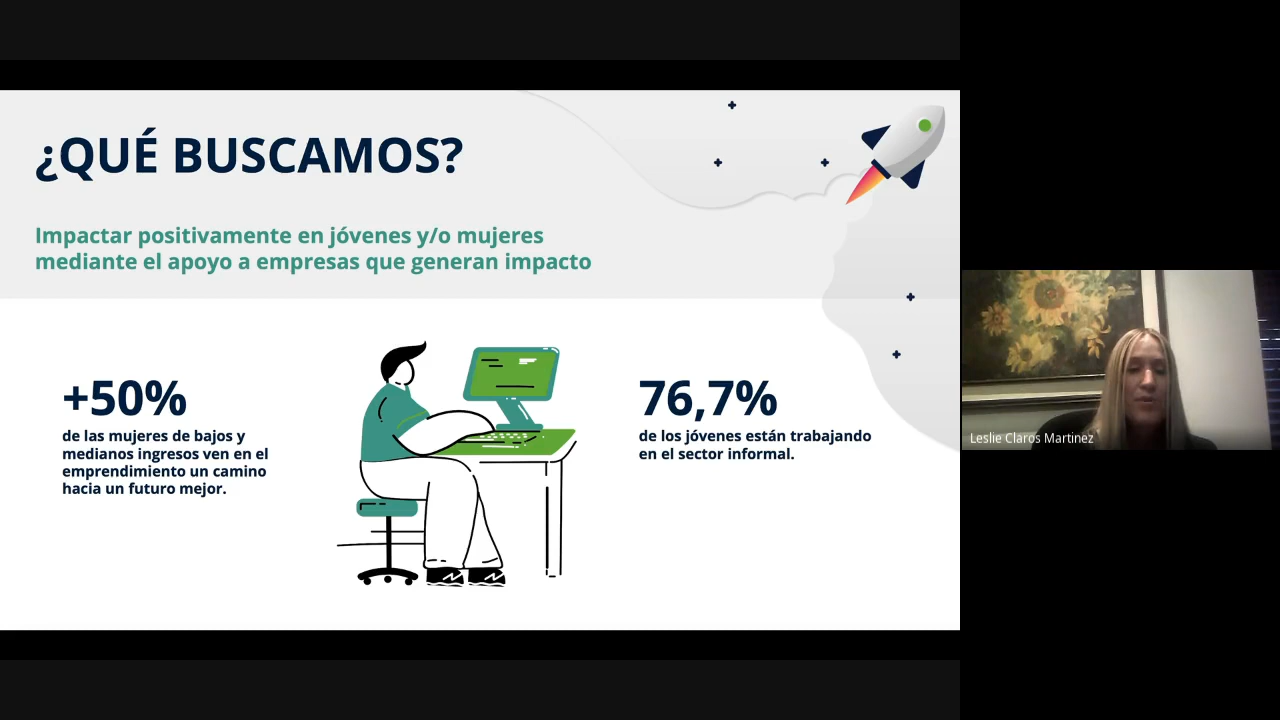 ¿QUÉ BUSCAMOS?
Impactar positivamente en jóvenes y/o mujeres
mediante el apoyo a empresas que generan impacto
+50%
de las mujeres de bajos y
medianos ingresos ven en el
emprendimiento un camino
hacia un futuro mejor.
76,7%
de los jóvenes están trabajando
en el sector informal.
Leslie Claros Martinez